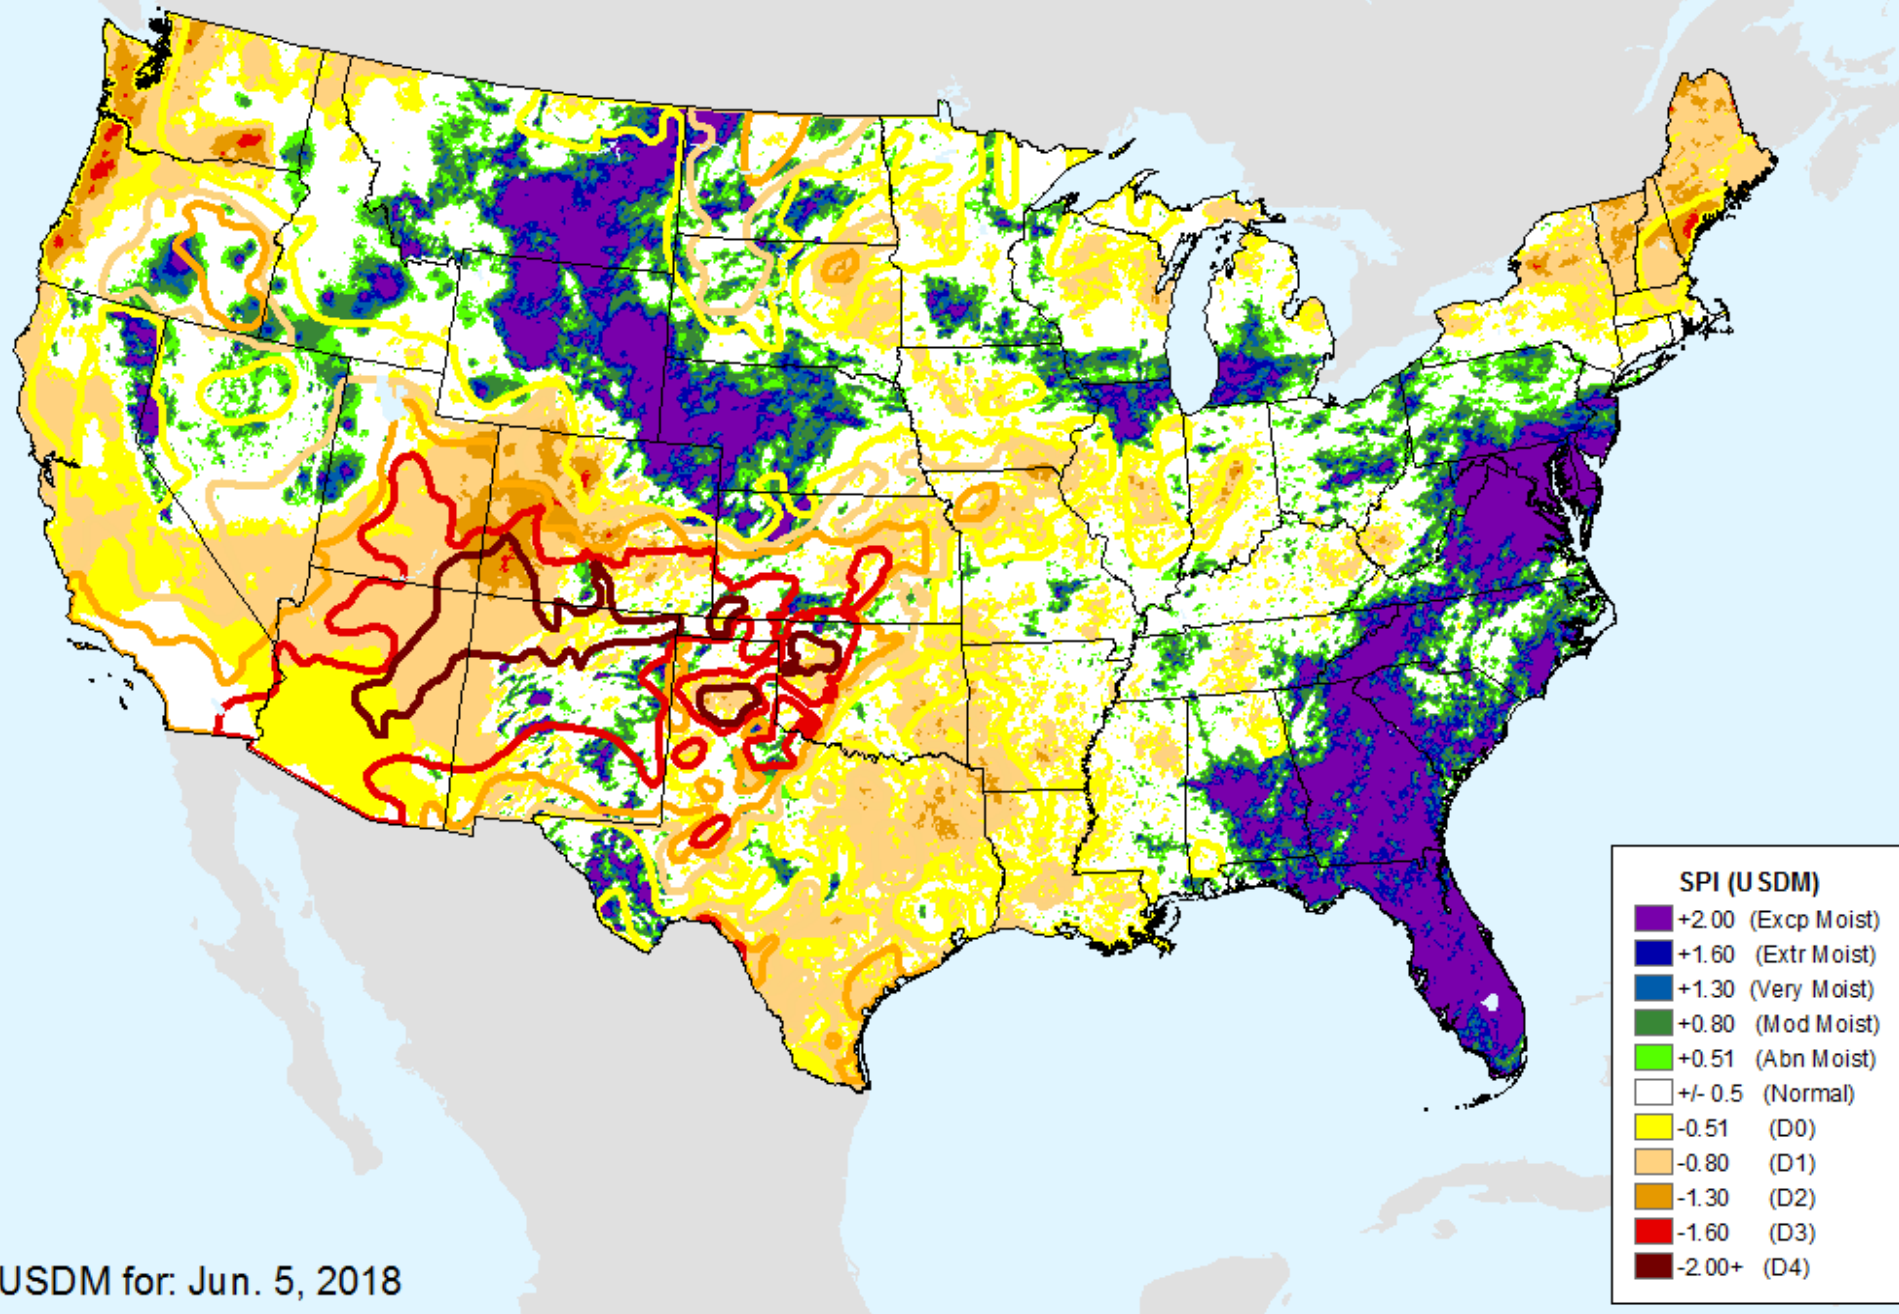 SPI (USDM)
+2.00 (Excp Moist)
+1.60 (Extr Moist)
+1.30 (Very Moist)
+0.80 (Mod Moist)
+0.51 (Abn Moist)
+/- 0.5 (Normal)
-0.51 (D0)
-0.80 (D1)
-1.30 (D2)
-1.60 (D3)
-2.00+ (D4)
USDM for: Jun. 5, 2018